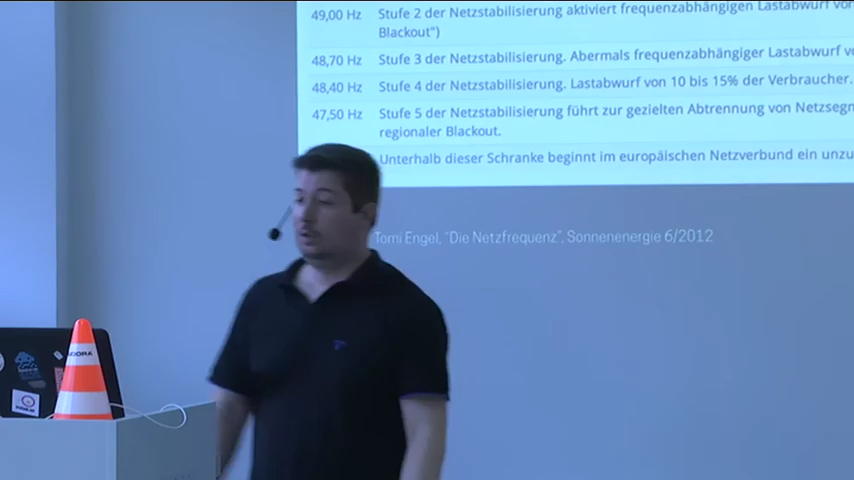 49,00 Hz Stufe 2 der Netzstabilisierung aktiviert frequenzabhängigen Lastabwurf von
Blackout")
48,70 Hz Stufe 3 der Netzstabilisierung. Abermals frequenzabhängiger Lastabwurf
48,40 Hz Stufe 4 der Netzstabilisierung. Lastabwurf von 10 bis 15% der Verbraucher.
47,50 Hz Stufe 5 der Netzstabilisierung führt zur gezielten Abtrennung von Netzsegm
regionaler Blackout.
Unterhalb dieser Schranke beginnt im europäischen Netzverbund ein unzu
Tomi Engel, "Die Netzfrequenz", Sonnenenergie 6/2012